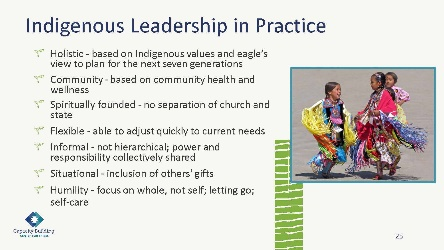 Indigenous Leadership in Practice
Holistic - based on Indigenous values and eagle's
view to plan for the next seven generations
Community - based on community health and
wellness
Spiritually founded - no separation of church and
state
Flexible - able to adjust quickly to current needs
Informal - not hierarchical; power and
responsibility collectively shared
Situational - inclusion of others' gifts
Humility - focus on whole, not self; letting go;
self-care
Capacity Building